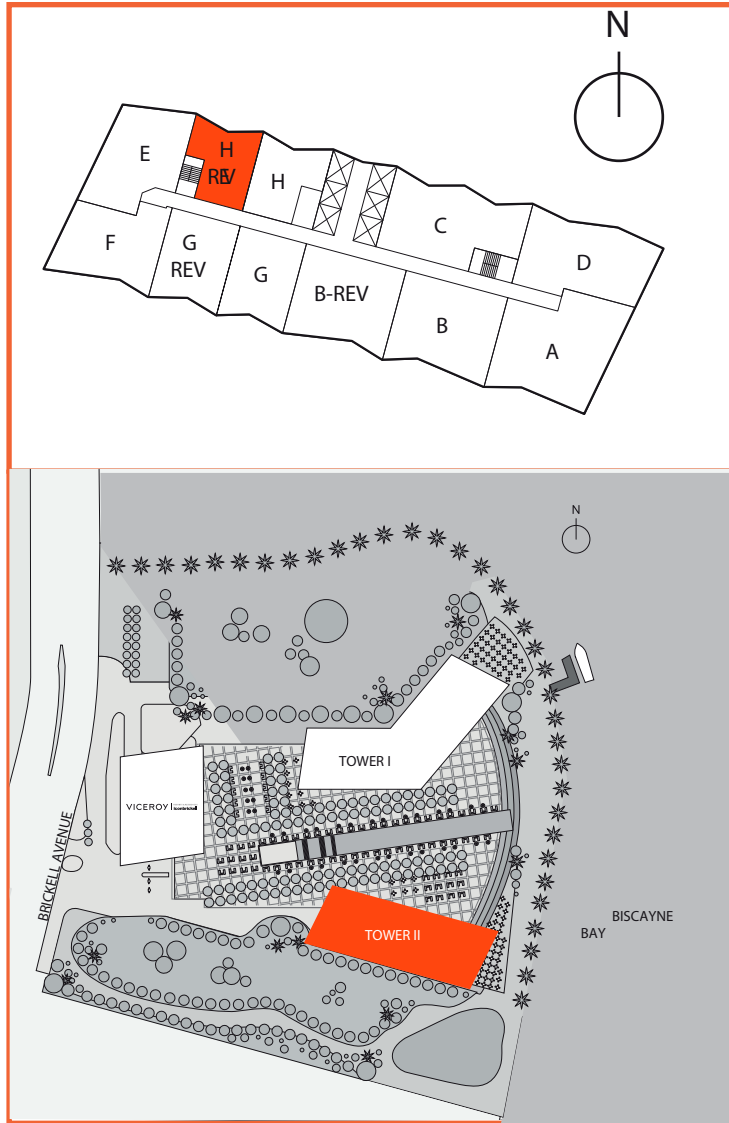 N
E
H
REV
H
C
D
F
G
REV
G
B-REV
B
A
N
TOWER I
VICEROY
BRICKELL AVENUE
BISCAYNE
BAY
TOWER II